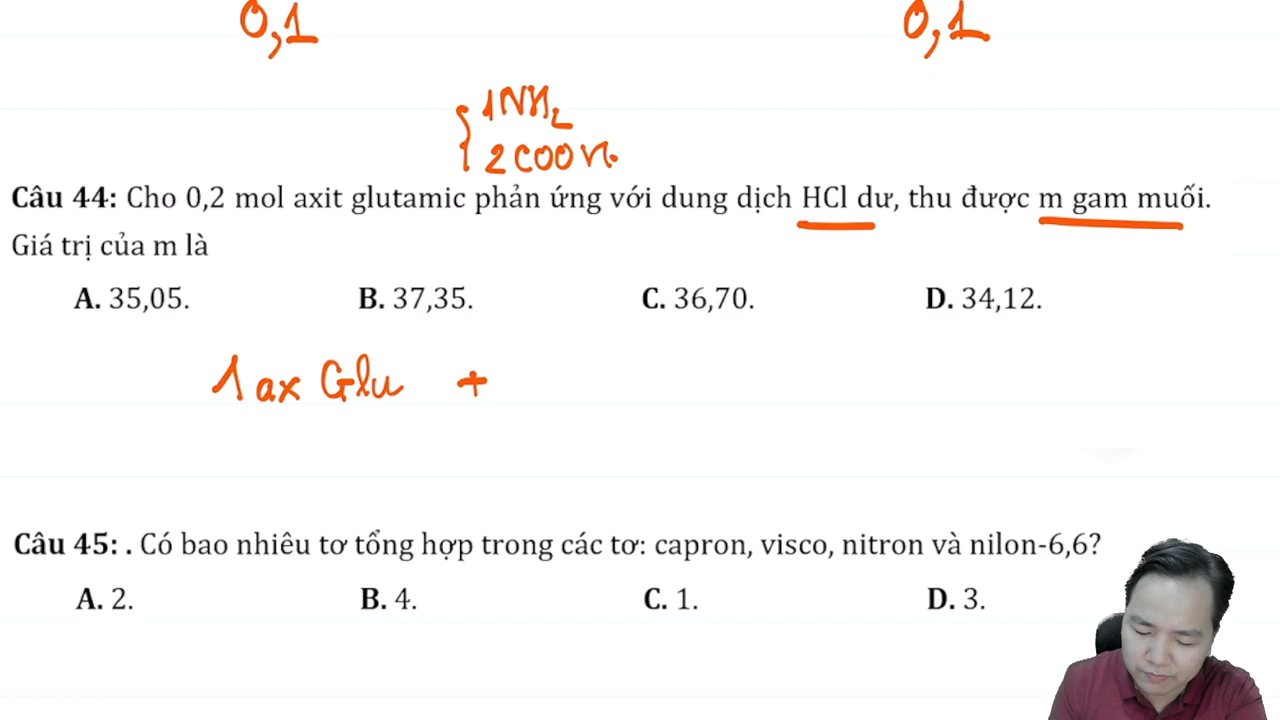 0,1 0,1
1NH2
2COOH.
Câu 44: Cho 0,2 mol axit glutamic phản ứng với dung dịch HCl dư, thu được m gam muối.
Giá trị của m là
A. 35,05. B. 37,35. C. 36,70. D. 34,12.
1 ax Glu +
Câu 45: . Có bao nhiêu tơ tổng hợp trong các tơ: capron, visco, nitron và nilon-6,6?
A. 2. B. 4. C. 1. D. 3.